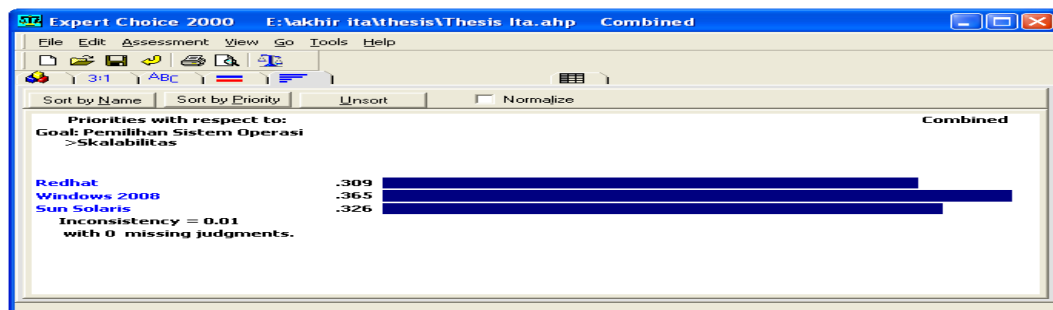 Expert Choice 2000 E:\akhir ita\thesis\Thesis Ita.ahp Combined
File Edit Assessment View Go Tools Help
3:1 ABC
Sort by Name Sort by Priority Unsort Normalize
Priorities with respect to: Combined
Goal: Pemilihan Sistem Operasi
>Skalabilitas
Redhat .309
Windows 2008 .365
Sun Solaris .326
Inconsistency = 0.01
with 0 missing judgments.